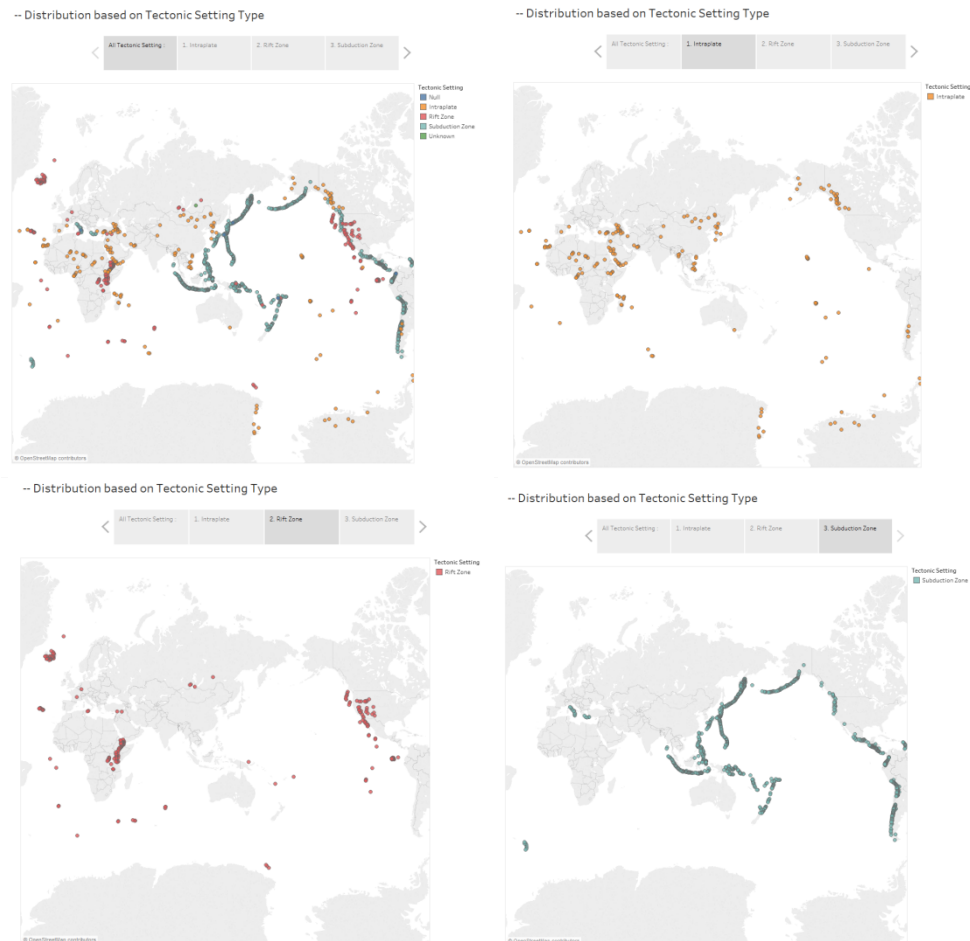 -- Distribution based on Tectonic Setting Type
All Tectonic Setting :
1. Intraplate
2. Rift Zone
3. Subduction Zone
Tectonic Setting
Null
Intraplate
Rift Zone
Subduction Zone
Unknown
© OpenStreetMap contributors
-- Distribution based on Tectonic Setting Type
All Tectonic Setting :
1. Intraplate
2. Rift Zone
3. Subduction Zone
Tectonic Setting
Intraplate
© OpenStreetMap contributors
-- Distribution based on Tectonic Setting Type
All Tectonic Setting :
1. Intraplate
2. Rift Zone
3. Subduction Zone
Tectonic Setting
Rift Zone
© OpenStreetMap contributors
-- Distribution based on Tectonic Setting Type
All Tectonic Setting :
1. Intraplate
2. Rift Zone
3. Subduction Zone
Tectonic Setting
Subduction Zone
© OpenStreetMap contributors